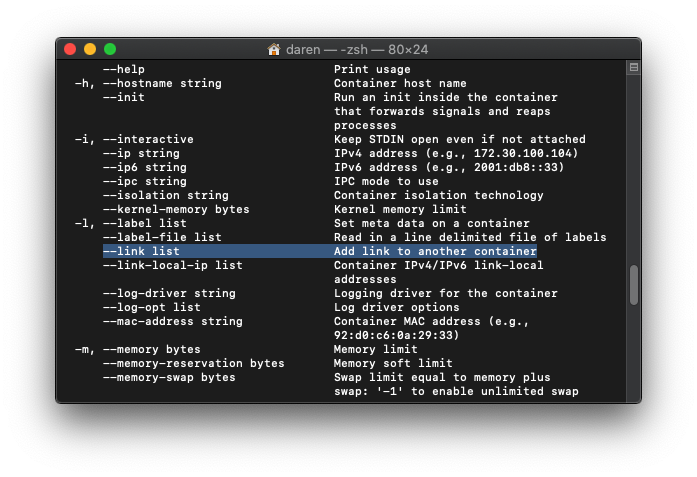 daren — -zsh — 80×24
--help Print usage
-h, --hostname string Container host name
--init Run an init inside the container
that forwards signals and reaps
processes
-i, --interactive Keep STDIN open even if not attached
--ip string IPv4 address (e.g., 172.30.100.104)
--ip6 string IPv6 address (e.g., 2001:db8::33)
--ipc string IPC mode to use
--isolation string Container isolation technology
--kernel-memory bytes Kernel memory limit
-l, --label list Set meta data on a container
--label-file list Read in a line delimited file of labels
--link list Add link to another container
--link-local-ip list Container IPv4/IPv6 link-local
addresses
--log-driver string Logging driver for the container
--log-opt list Log driver options
--mac-address string Container MAC address (e.g.,
92:d0:c6:0a:29:33)
-m, --memory bytes Memory limit
--memory-reservation bytes Memory soft limit
--memory-swap bytes Swap limit equal to memory plus
swap: '-1' to enable unlimited swap